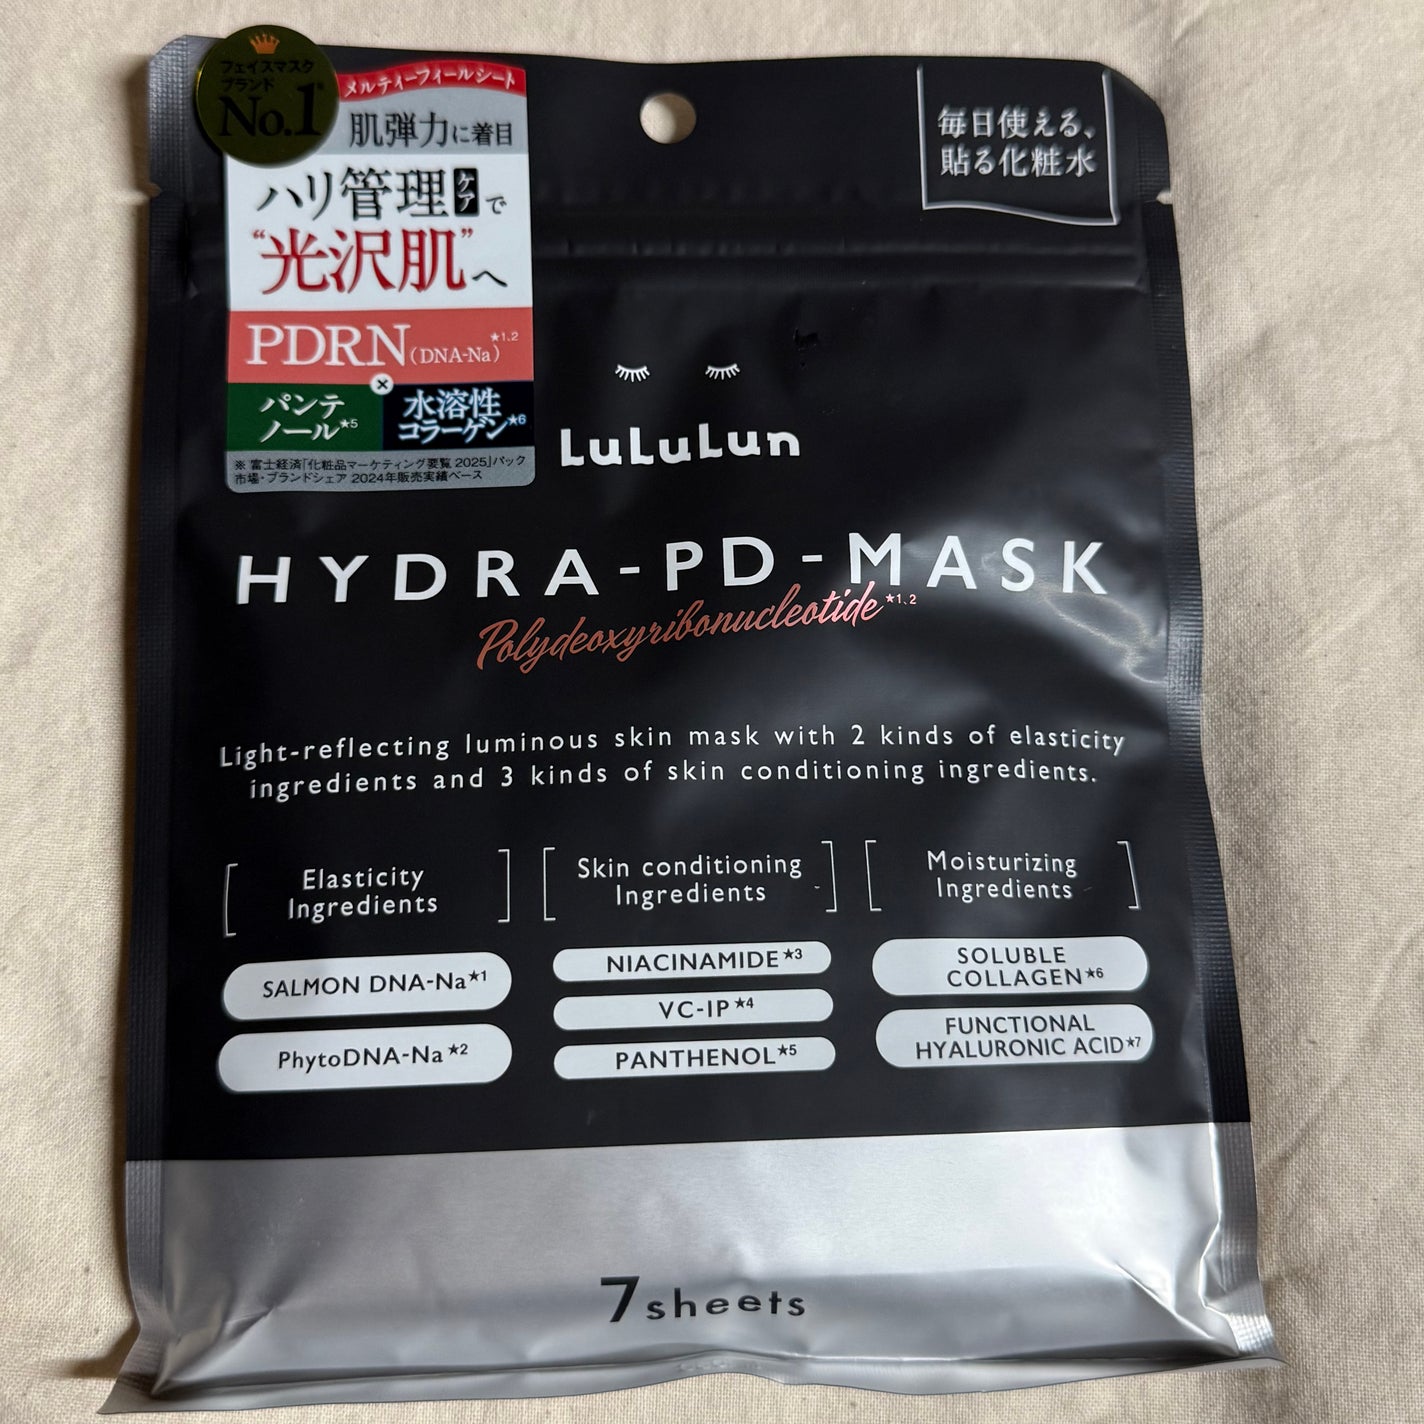 フェイスマスク
ブランド
No.1※
メルティーフィールシート
肌弾力に着目
ハリ管理ケアで
“光沢肌”へ
PDRN(DNA-Na)★1.2
×
パンテノール★5
水溶性コラーゲン★6
※ 富士経済「化粧品マーケティング要覧 2025」パック
市場・ブランドシェア 2024年販売実績ベース
毎日使える、
貼る化粧水
LuLuLun
HYDRA-PD-MASK
Polydeoxyribonucleotide★1、2
Light-reflecting luminous skin mask with 2 kinds of elasticity
ingredients and 3 kinds of skin conditioning ingredients.
Elasticity
Ingredients
SALMON DNA-Na★1
PhytoDNA-Na★2
Skin conditioning
Ingredients
NIACINAMIDE★3
VC-IP★4
PANTHENOL★5
Moisturizing
Ingredients
SOLUBLE
COLLAGEN★6
FUNCTIONAL
HYALURONIC ACID★7
7sheets